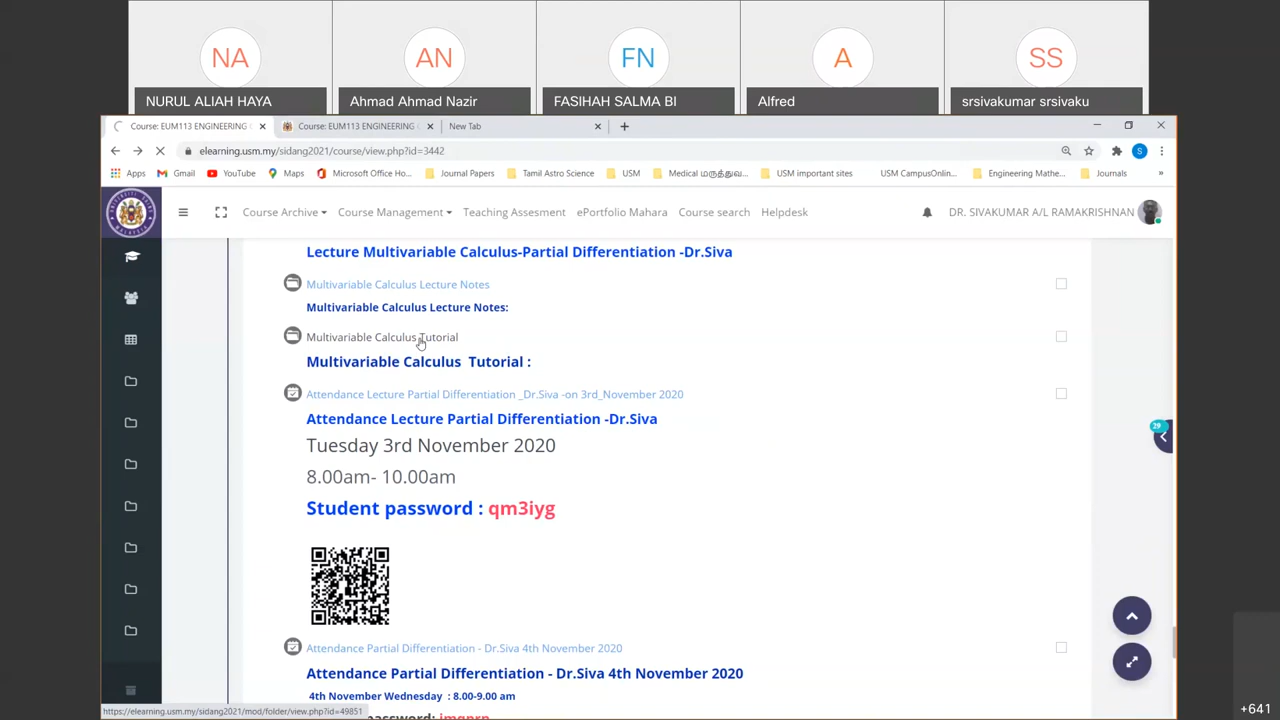 NA
AN
FN
A
SS
NURUL ALIAH HAYA
Ahmad Ahmad Nazir
FASIHAH SALMA BI
Alfred
srsivakumar srsivaku
Course: EUM113 ENGINEERING
Course: EUM113 ENGINEERING
New Tab
elearning.usm.my/sidang2021/course/view.php?id=3442
S
Apps
Gmail
YouTube
Maps
Microsoft Office Ho...
Journal Papers
Tamil Astro Science
USM
Medical மருத்துவ...
USM important sites
USM CampusOnlin...
Engineering Mathe...
Journals
»
Course Archive
Course Management
Teaching Assesment
ePortfolio Mahara
Course search
Helpdesk
DR. SIVAKUMAR A/L RAMAKRISHNAN
Lecture Multivariable Calculus-Partial Differentiation -Dr.Siva
Multivariable Calculus Lecture Notes
Multivariable Calculus Lecture Notes:
Multivariable Calculus Tutorial
Multivariable Calculus Tutorial :
Attendance Lecture Partial Differentiation _Dr.Siva -on 3rd_November 2020
Attendance Lecture Partial Differentiation -Dr.Siva
29
Tuesday 3rd November 2020
8.00am- 10.00am
Student password : qm3iyg
Attendance Partial Differentiation - Dr.Siva 4th November 2020
Attendance Partial Differentiation - Dr.Siva 4th November 2020
4th November Wednesday : 8.00-9.00 am
password:
https://elearning.usm.my/sidang2021/mod/folder/view.php?id=49851
+641